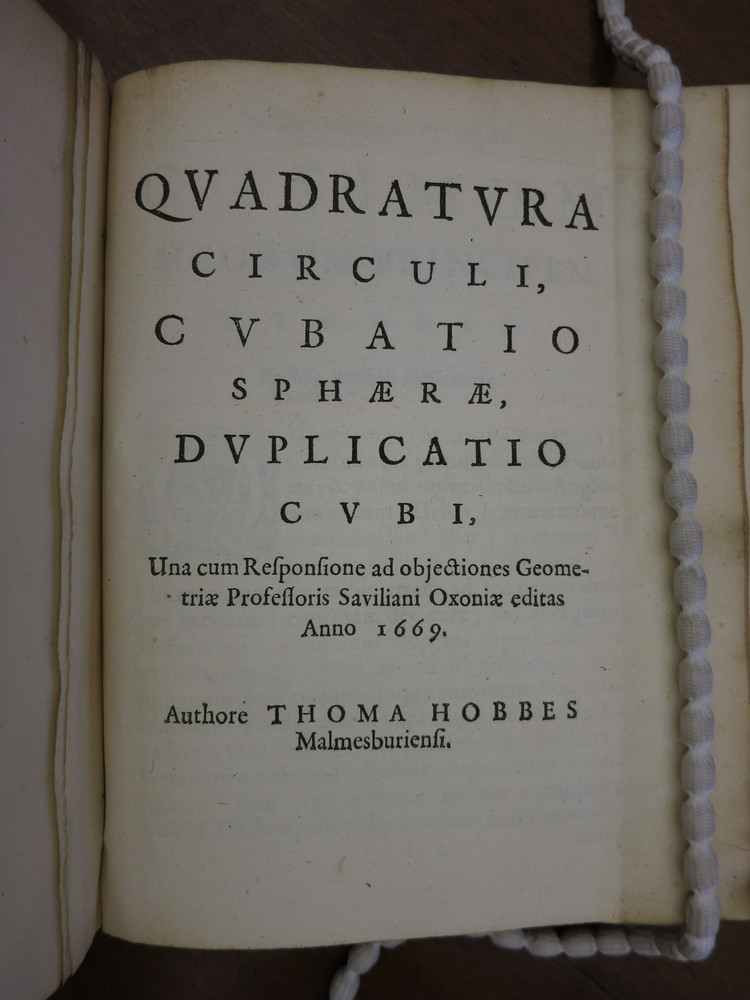 QVADRATVRA
CIRCULI,
CVBATIO
SPHÆRÆ,
DVPLICATIO
CVBI,
Una cum Reſponſione ad objectiones Geome-
triæ Profeſſoris Saviliani Oxoniæ editas
Anno 1669.
Authore THOMA HOBBES
Malmesburienſi.